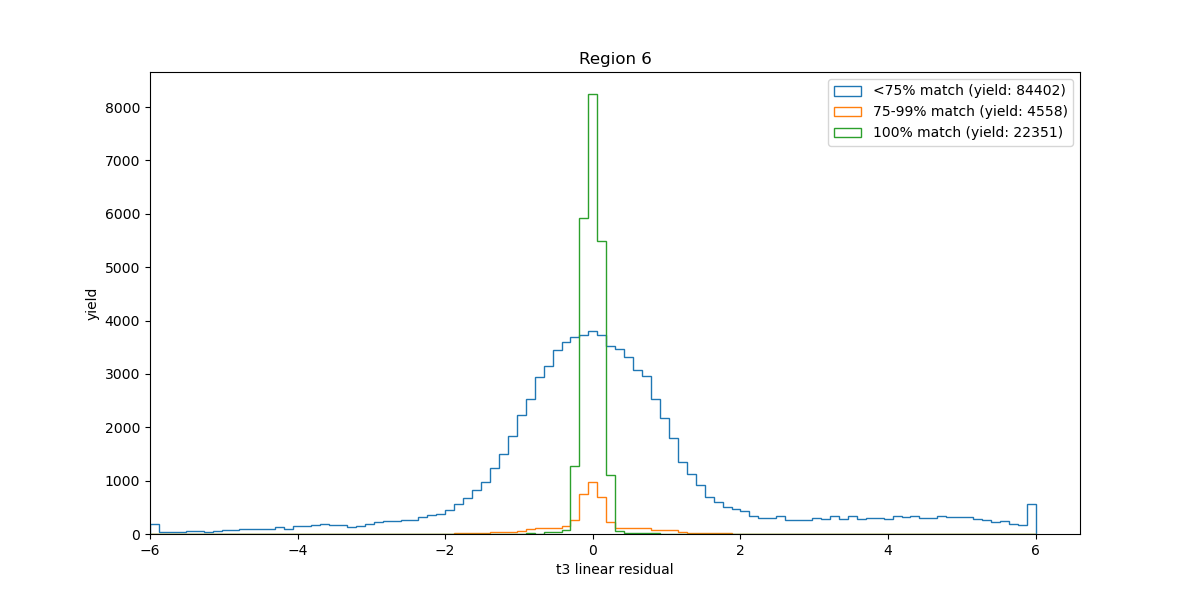 Region 6
<75% match (yield: 84402)
75-99% match (yield: 4558)
100% match (yield: 22351)
8000
7000
6000
5000
4000
3000
2000
1000
0
yield
−6 −4 −2 0 2 4 6
t3 linear residual